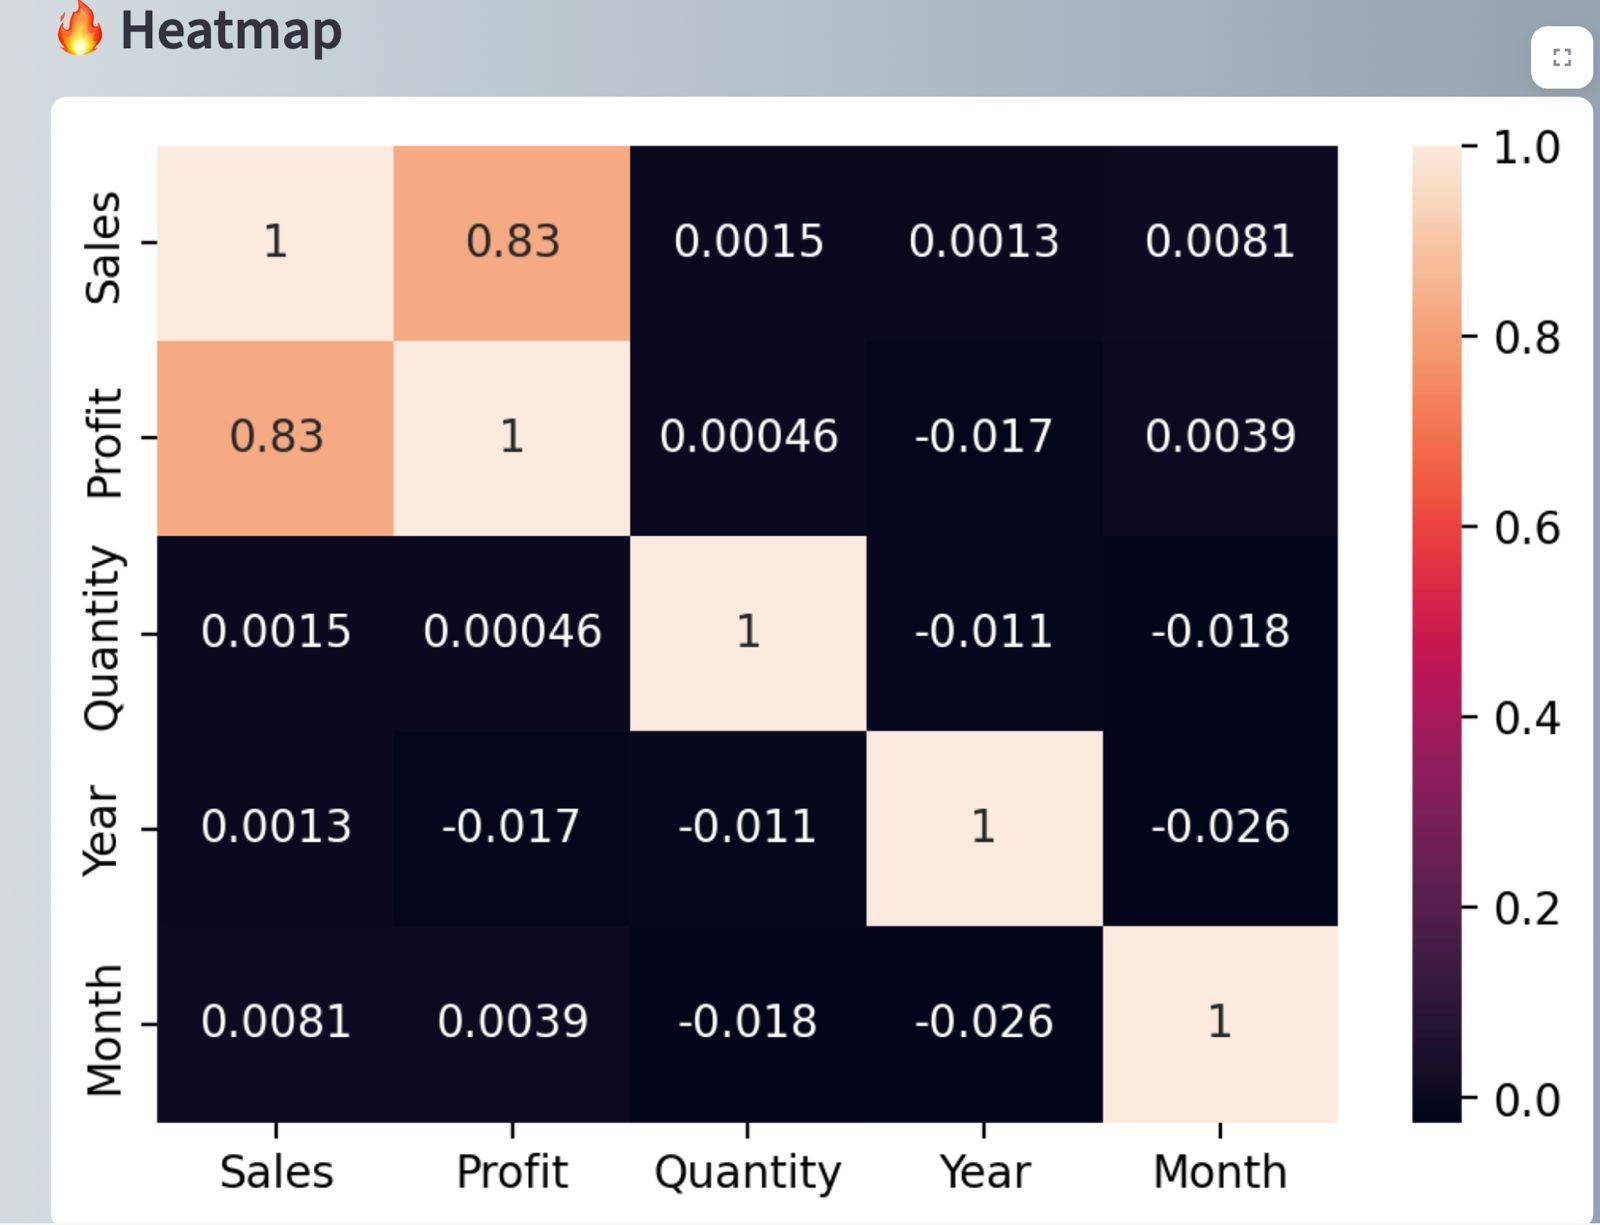 🔥 Heatmap
1.0
Sales 1 0.83 0.0015 0.0013 0.0081
0.8
Profit 0.83 1 0.00046 -0.017 0.0039
0.6
Quantity 0.0015 0.00046 1 -0.011 -0.018
0.4
Year 0.0013 -0.017 -0.011 1 -0.026
0.2
Month 0.0081 0.0039 -0.018 -0.026 1
0.0
Sales Profit Quantity Year Month